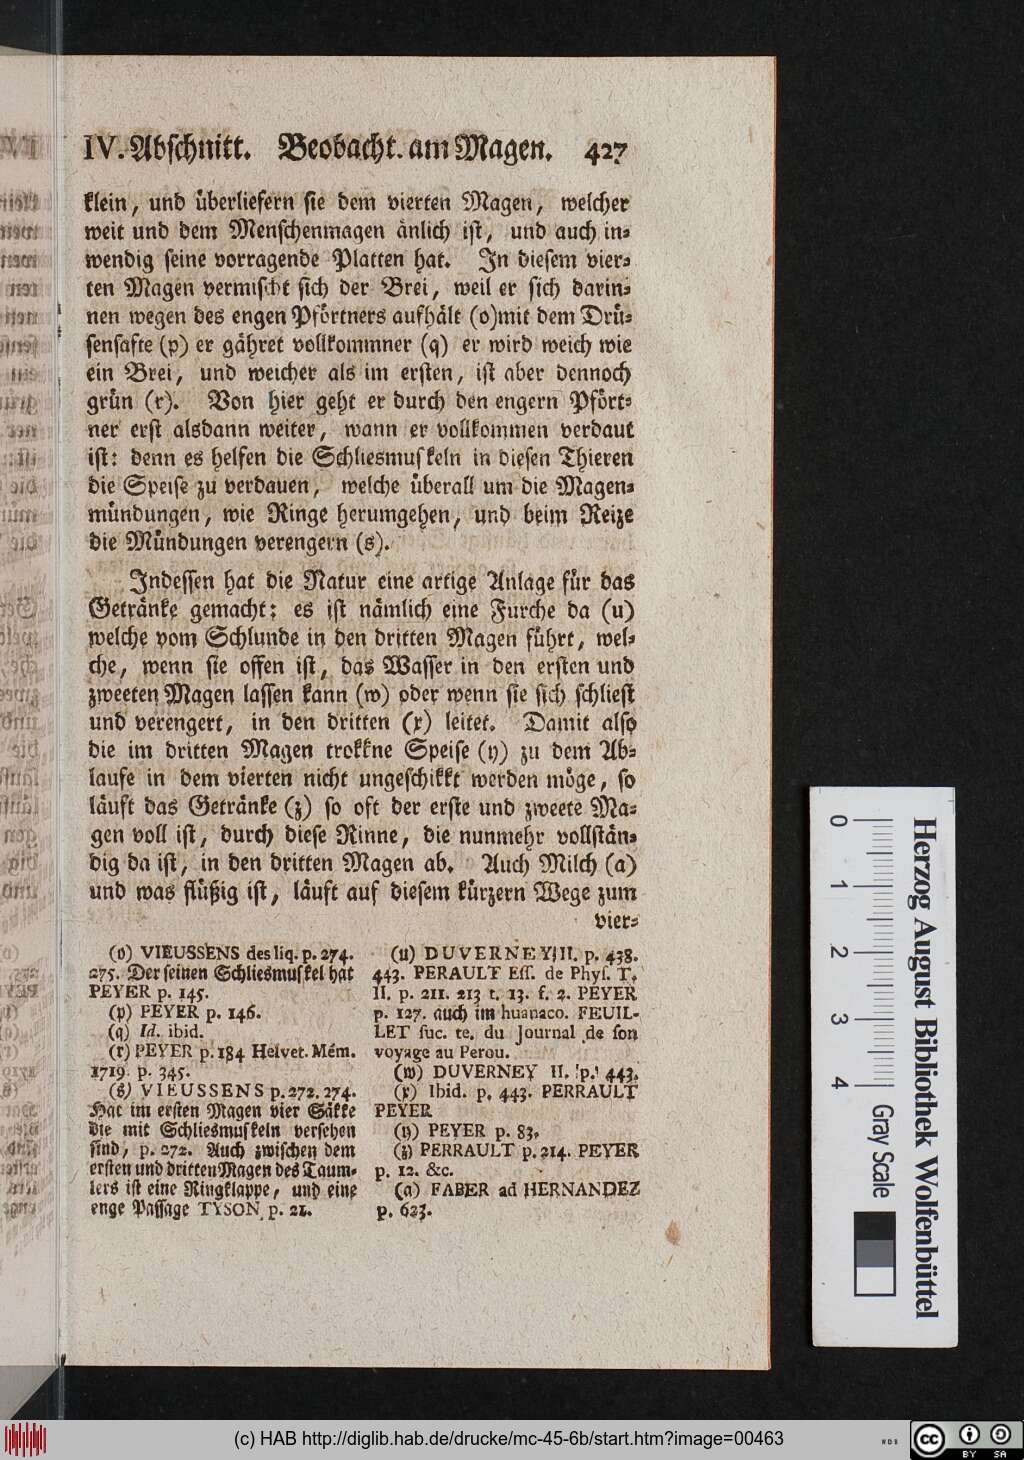 IV. Abschnitt. Beobacht. am Magen. 427
klein, und überliefern sie dem vierten Magen, welcher
weit und dem Menschenmagen änlich ist, und auch in-
wendig seine vorragende Platten hat. In diesem vier-
ten Magen vermischt sich der Brei, weil er sich darin-
nen wegen des engen Pförtners aufhält (o) mit dem Drü-
sensafte (p) er gähret vollkommner (q) er wird weich wie
ein Brei, und weicher als im ersten, ist aber dennoch
grün (r). Von hier geht er durch den engern Pfört-
ner erst alsdann weiter, wann er vollkommen verdaut
ist: denn es helfen die Schliesmuskeln in diesen Thieren
die Speise zu verdauen, welche überall um die Magen-
mündungen, wie Ringe herumgehen, und beim Reize
die Mündungen verengern (s).
Indessen hat die Natur eine artige Anlage für das
Getränke gemacht: es ist nämlich eine Furche da (u)
welche vom Schlunde in den dritten Magen führt, wel-
che, wenn sie offen ist, das Wasser in den ersten und
zweeten Magen lassen kann (w) oder wenn sie sich schliest
und verengert, in den dritten (x) leitet. Damit also
die im dritten Magen trokkne Speise (y) zu dem Ab-
laufe in dem vierten nicht ungeschikkt werden möge, so
läuft das Getränke (z) so oft der erste und zweete Ma-
gen voll ist, durch diese Rinne, die nunmehr vollstän-
dig da ist, in den dritten Magen ab. Auch Milch (a)
und was flüßig ist, läuft auf diesem kürzern Wege zum
vier-
(o) VIEUSSENS des liq. p. 274.
275. Der seinen Schliesmuskel hat
PEYER p. 145.
(p) PEYER p. 146.
(q) Id. ibid.
(r) PEYER p. 184 Helvet. Mém.
1719. p. 345.
(s) VIEUSSENS p. 272. 274.
Hat im ersten Magen vier Säkke
die mit Schliesmuskeln versehen
sind, p. 272. Auch zwischen dem
ersten und dritten Magen des Taum-
lers ist eine Ringklappe, und eine
enge Passage TYSON p. 21.
(u) DUVERNEY II. p. 438.
443. PERAULT Ess. de Phys. T.
II. p. 211. 213 t. 13. f. 2. PEYER
p. 127. auch im huanaco. FEUIL-
LET suc. te. du Journal de son
voyage au Perou.
(w) DUVERNEY II. p. 443.
(x) Ibid. p. 443. PERRAULT
PEYER
(y) PEYER p. 83.
(z) PERRAULT p. 214. PEYER
p. 12. &c.
(a) FABER ad HERNANDEZ
p. 623.
0 1 2 3 4 Gray Scale
Herzog August Bibliothek Wolfenbüttel
(c) HAB http://diglib.hab.de/drucke/mc-45-6b/start.htm?image=00463
WDB
cc BY SA